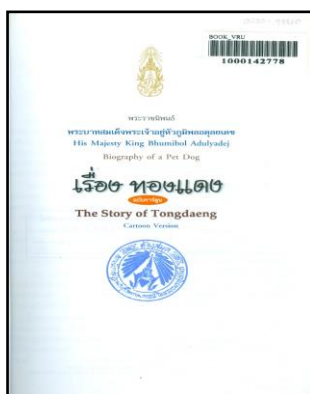 BOOK_VRU
1000142778
พระราชนิพนธ์
พระบาทสมเด็จพระเจ้าอยู่หัวภูมิพลอดุลยเดช
His Majesty King Bhumibol Adulyadej
Biography of a Pet Dog
เรื่อง ทองแดง
ฉบับการ์ตูน
The Story of Tongdaeng
Cartoon Version